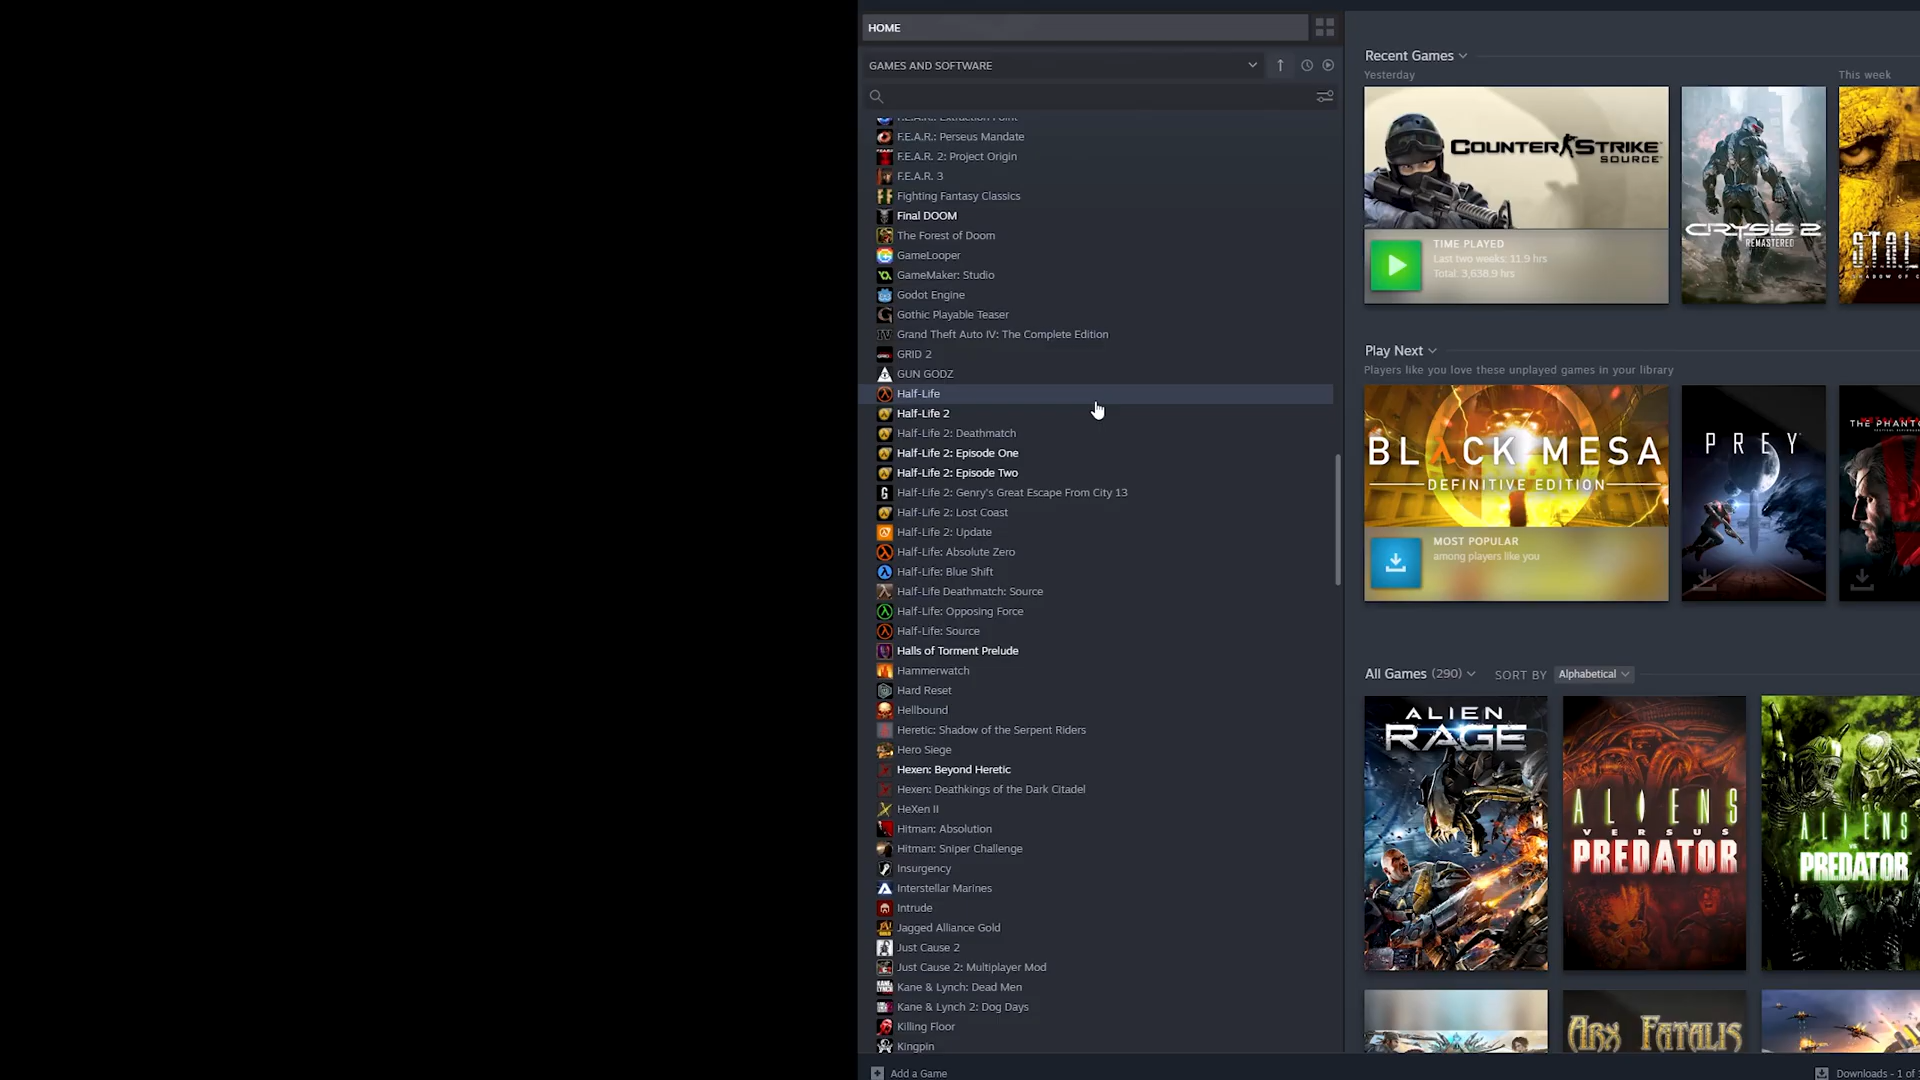 HOME
GAMES AND SOFTWARE
F.E.A.R.: Extraction Point
F.E.A.R.: Perseus Mandate
F.E.A.R. 2: Project Origin
F.E.A.R. 3
Fighting Fantasy Classics
Final DOOM
The Forest of Doom
GameLooper
GameMaker: Studio
Godot Engine
Gothic Playable Teaser
Grand Theft Auto IV: The Complete Edition
GRID 2
GUN GODZ
Half-Life
Half-Life 2
Half-Life 2: Deathmatch
Half-Life 2: Episode One
Half-Life 2: Episode Two
Half-Life 2: Genry's Great Escape From City 13
Half-Life 2: Lost Coast
Half-Life 2: Update
Half-Life: Absolute Zero
Half-Life: Blue Shift
Half-Life Deathmatch: Source
Half-Life: Opposing Force
Half-Life: Source
Halls of Torment Prelude
Hammerwatch
Hard Reset
Hellbound
Heretic: Shadow of the Serpent Riders
Hero Siege
Hexen: Beyond Heretic
Hexen: Deathkings of the Dark Citadel
HeXen II
Hitman: Absolution
Hitman: Sniper Challenge
Insurgency
Interstellar Marines
Intrude
Jagged Alliance Gold
Just Cause 2
Just Cause 2: Multiplayer Mod
Kane & Lynch: Dead Men
Kane & Lynch 2: Dog Days
Killing Floor
Kingpin
Add a Game
Recent Games
Yesterday
This week
COUNTER STRIKE
SOURCE
TIME PLAYED
Last two weeks: 11.9 hrs
Total: 3,638.9 hrs
CRYSIS 2
REMASTERED
STAL
SHADOW OF C
Play Next
Players like you love these unplayed games in your library
BLACK MESA
DEFINITIVE EDITION
MOST POPULAR
among players like you
PREY
THE PHANTO
All Games (290)
SORT BY
Alphabetical
ALIEN
RAGE
ALIENS
VERSUS
PREDATOR
ALIENS
VS
PREDATOR
ARX FATALIS
Downloads - 1 of